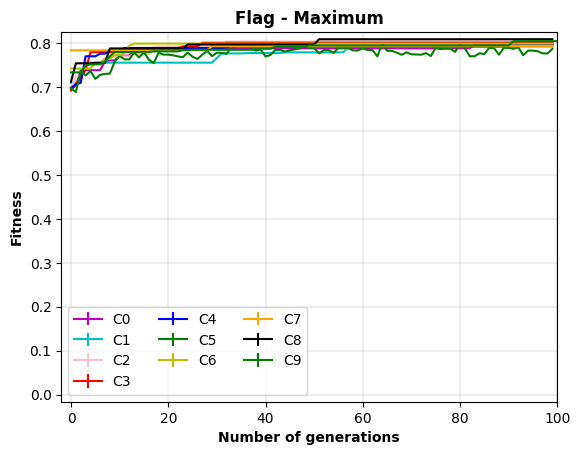 Flag - Maximum
Fitness
0.8
0.7
0.6
0.5
0.4
0.3
0.2
0.1
0.0
C0
C1
C2
C3
C4
C5
C6
C7
C8
C9
0
20
40
60
80
100
Number of generations